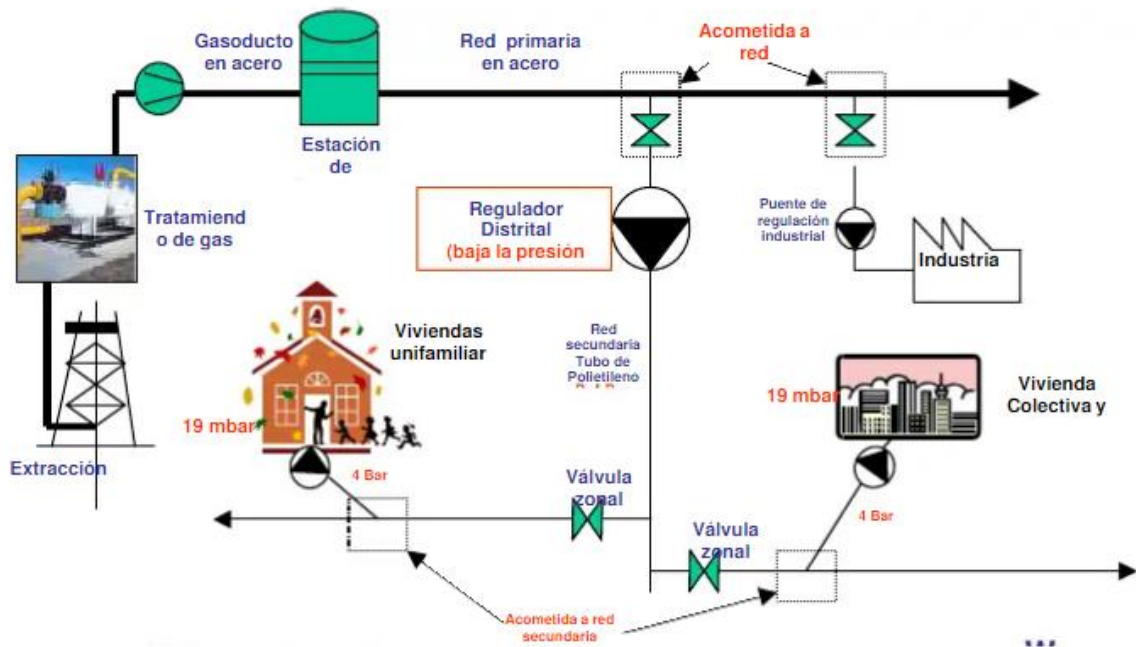 Gasoducto
en acero
Red primaria
en acero
Acometida a
red
Estación
de
Tratamiend
o de gas
Regulador
Distrital
(baja la presión
Puente de
regulación
industrial
Industria
Viviendas
unifamiliar
Red
secundaria
Tubo de
Polietileno
19 mbar
19 mbar
Vivienda
Colectiva y
Extracción
4 Bar
Válvula
zonal
4 Bar
Válvula
zonal
Acometida a red
secundaria